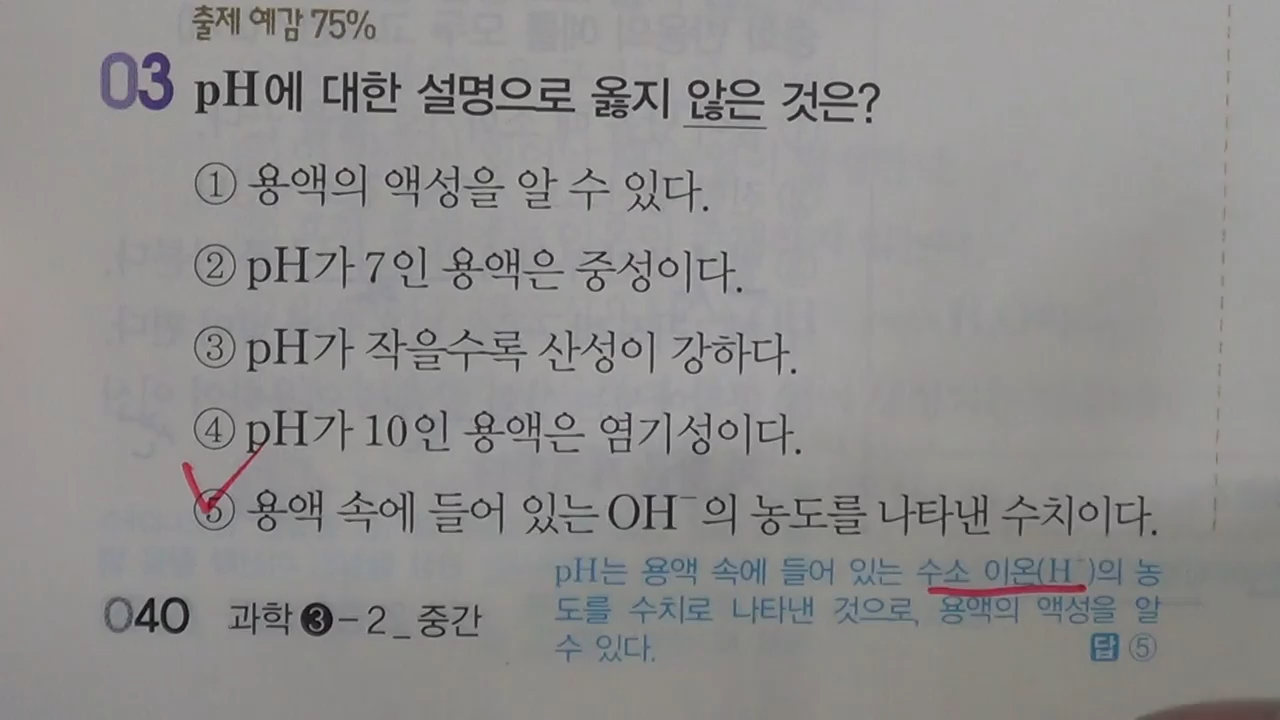 출제 예감 75%
03 pH에 대한 설명으로 옳지 않은 것은?
① 용액의 액성을 알 수 있다.
② pH가 7인 용액은 중성이다.
③ pH가 작을수록 산성이 강하다.
④ pH가 10인 용액은 염기성이다.
⑤ 용액 속에 들어 있는 OH⁻의 농도를 나타낸 수치이다.
pH는 용액 속에 들어 있는 수소 이온(H⁺)의 농
도를 수치로 나타낸 것으로, 용액의 액성을 알
수 있다.
답 ⑤
040 과학 ❸-2_중간